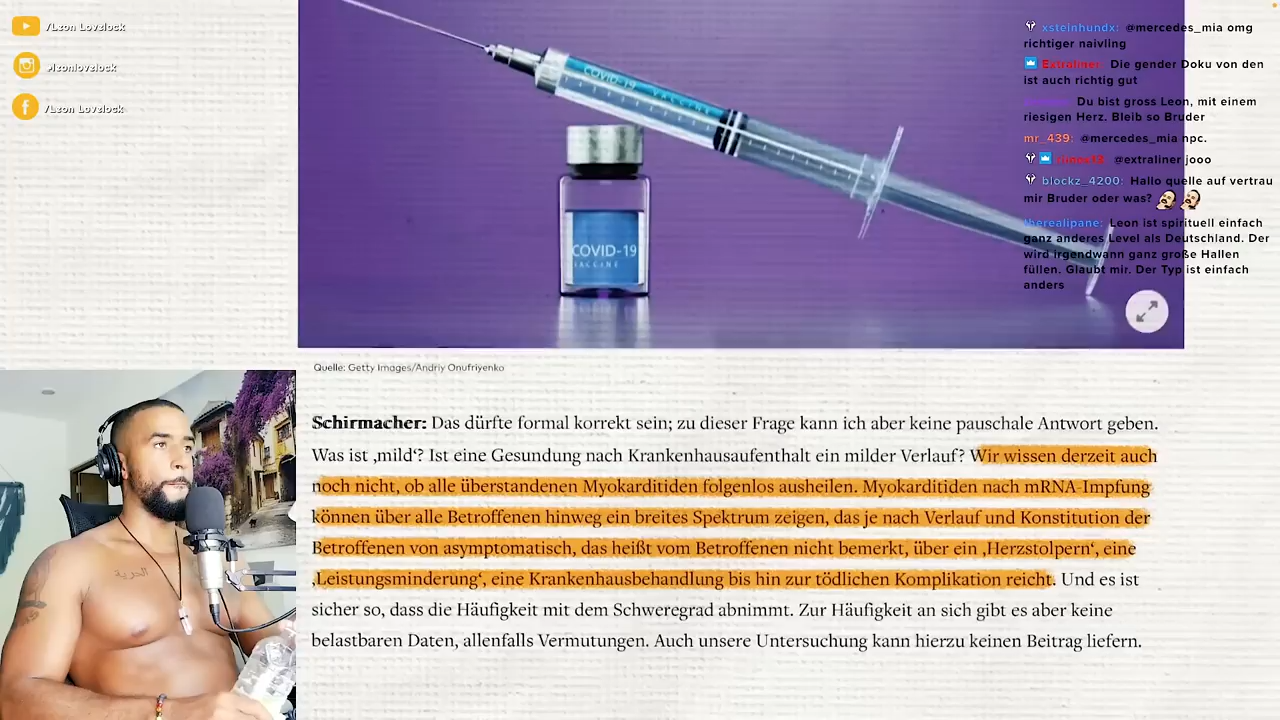 /Leon Lovelock
@leonlovelock
/Leon Lovelock
COVID-19 VACCINE
COVID-19
VACCINE
Quelle: Getty Images/Andriy Onufriyenko
Schirmacher: Das dürfte formal korrekt sein; zu dieser Frage kann ich aber keine pauschale Antwort geben.
Was ist ‚mild‘? Ist eine Gesundung nach Krankenhausaufenthalt ein milder Verlauf? Wir wissen derzeit auch
noch nicht, ob alle überstandenen Myokarditiden folgenlos ausheilen. Myokarditiden nach mRNA-Impfung
können über alle Betroffenen hinweg ein breites Spektrum zeigen, das je nach Verlauf und Konstitution der
Betroffenen von asymptomatisch, das heißt vom Betroffenen nicht bemerkt, über ein ‚Herzstolpern‘, eine
‚Leistungsminderung‘, eine Krankenhausbehandlung bis hin zur tödlichen Komplikation reicht. Und es ist
sicher so, dass die Häufigkeit mit dem Schweregrad abnimmt. Zur Häufigkeit an sich gibt es aber keine
belastbaren Daten, allenfalls Vermutungen. Auch unsere Untersuchung kann hierzu keinen Beitrag liefern.
xsteinhundx: @mercedes_mia omg
richtiger naivling
Extraliner: Die gender Doku von den
ist auch richtig gut
Du bist gross Leon, mit einem
riesigen Herz. Bleib so Bruder
mr_439: @mercedes_mia npc.
@extraliner jooo
blockz_4200: Hallo quelle auf vertrau
mir Bruder oder was?
therealipane: Leon ist spirituell einfach
ganz anderes Level als Deutschland. Der
wird irgendwann ganz große Hallen
füllen. Glaubt mir. Der Typ ist einfach
anders